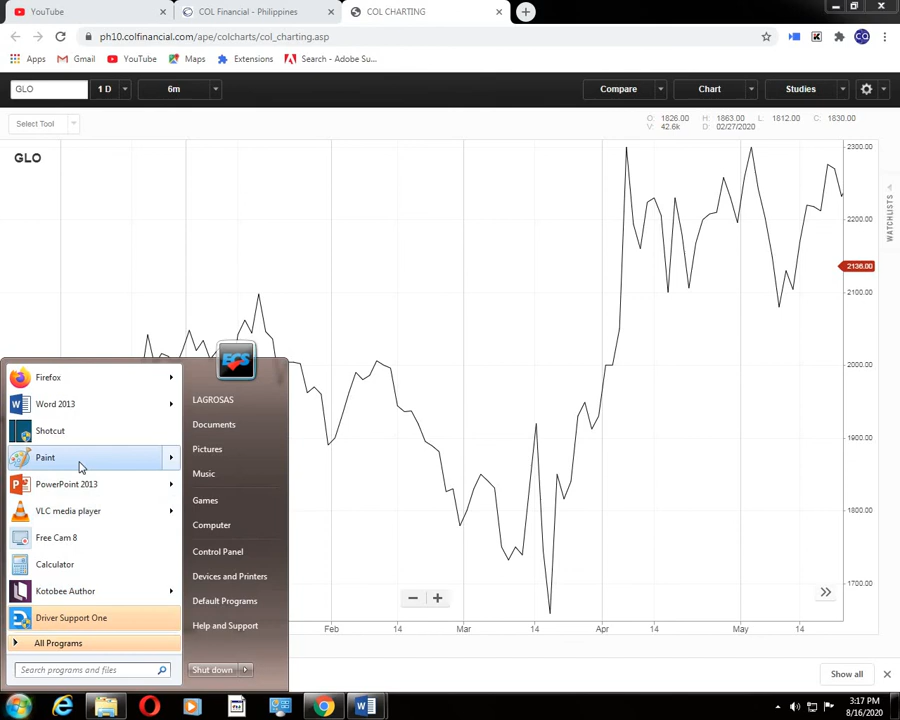 YouTube
COL Financial - Philippines
COL CHARTING
ph10.colfinancial.com/ape/colcharts/col_charting.asp
Apps
Gmail
YouTube
Maps
Extensions
Search - Adobe Su...
GLO
1 D
6m
Compare
Chart
Studies
Select Tool
O: 1826.00 H: 1863.00 L: 1812.00 C: 1830.00
V: 42.6k D: 02/27/2020
GLO
2300.00
2200.00
2136.00
2100.00
2000.00
1900.00
1800.00
1700.00
WATCHLISTS
Feb 14 Mar 14 Apr 14 May 14
Show all
Firefox
Word 2013
Shotcut
Paint
PowerPoint 2013
VLC media player
Free Cam 8
Calculator
Kotobee Author
Driver Support One
All Programs
Search programs and files
ECS
LAGROSAS
Documents
Pictures
Music
Games
Computer
Control Panel
Devices and Printers
Default Programs
Help and Support
Shut down
3:17 PM
8/16/2020